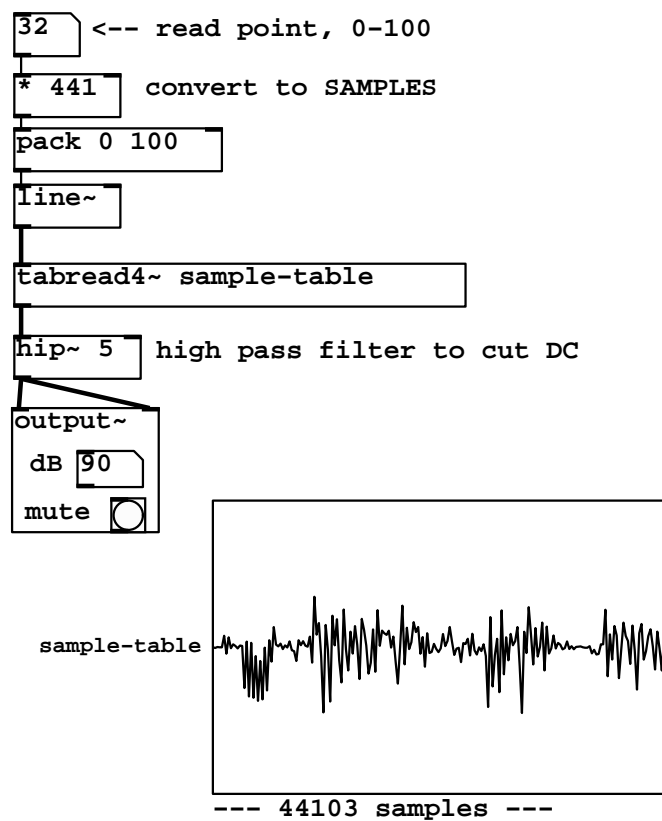 32 <-- read point, 0-100
* 441 convert to SAMPLES
pack 0 100
line~
tabread4~ sample-table
hip~ 5 high pass filter to cut DC
output~
dB 90
mute
sample-table
--- 44103 samples ---